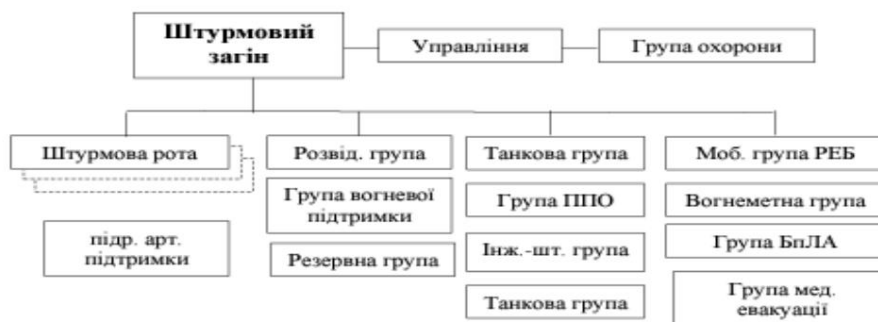 Штурмовий
загін
Управління
Група охорони
Штурмова рота
Розвід. група
Танкова група
Моб. група РЕБ
Група вогневої
підтримки
Група ППО
Вогнеметна група
підр. арт.
підтримки
Резервна група
Інж.-шт. група
Група БпЛА
Танкова група
Група мед.
евакуації